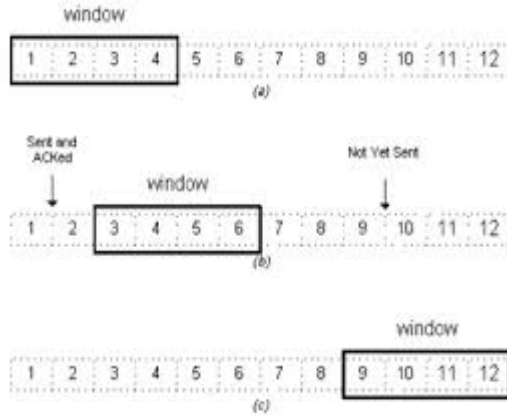 window
1 2 3 4 5 6 7 8 9 10 11 12
(a)
Sent and
ACKed
Not Yet Sent
window
1 2 3 4 5 6 7 8 9 10 11 12
(b)
window
1 2 3 4 5 6 7 8 9 10 11 12
(c)